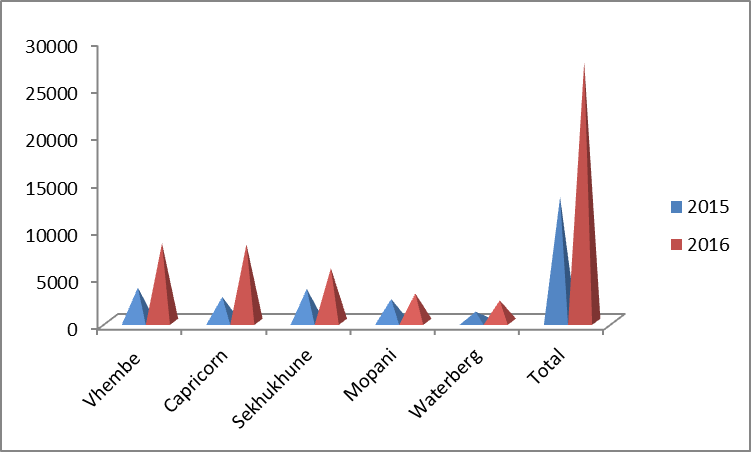 30000
25000
20000
15000
10000
5000
0
Vhembe
Capricorn
Sekhukhune
Mopani
Waterberg
Total
2015
2016